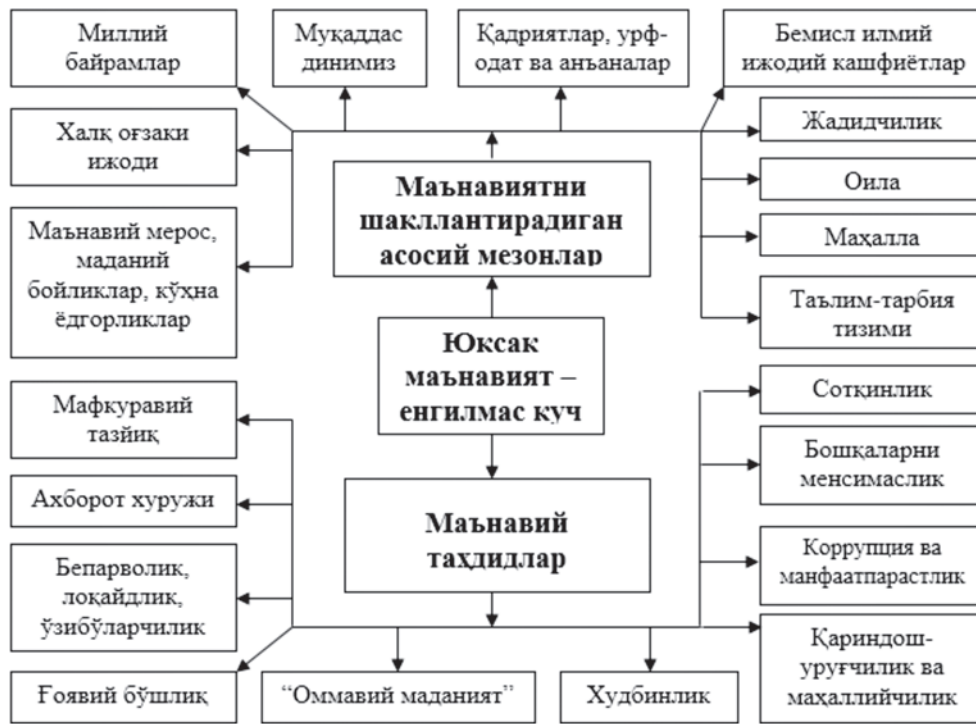 Миллий
байрамлар
Муқаддас
динимиз
Қадриятлар, урф-
одат ва анъаналар
Бемисл илмий
ижодий кашфиётлар
Халқ оғзаки
ижоди
Жадидчилик
Маънавиятни
шакллантирадиган
асосий мезонлар
Оила
Маънавий мерос,
маданий
бойликлар, кўҳна
ёдгорликлар
Маҳалла
Таълим-тарбия
тизими
Юксак
маънавият –
енгилмас куч
Мафкуравий
тазйиқ
Сотқинлик
Бошқаларни
менсимаслик
Ахборот хуружи
Маънавий
таҳдидлар
Бепарволик,
лоқайдлик,
ўзибўларчилик
Коррупция ва
манфаатпарастлик
Ғоявий бўшлиқ
“Оммавий маданият”
Худбинлик
Қариндош-
уруғчилик ва
маҳаллийчилик